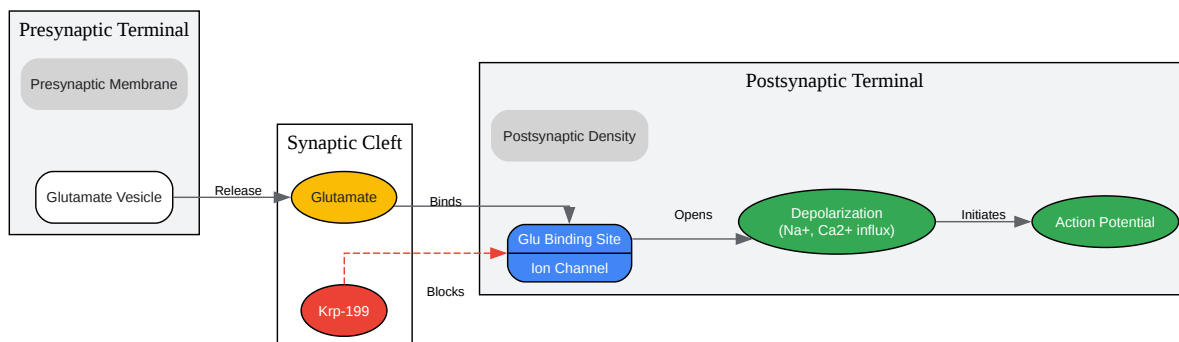 Presynaptic Terminal
Presynaptic Membrane
Glutamate Vesicle
Release
Synaptic Cleft
Glutamate
Krp-199
Binds
Blocks
Postsynaptic Terminal
Postsynaptic Density
Glu Binding Site
Ion Channel
Opens
Depolarization
(Na+, Ca2+ influx)
Initiates
Action Potential